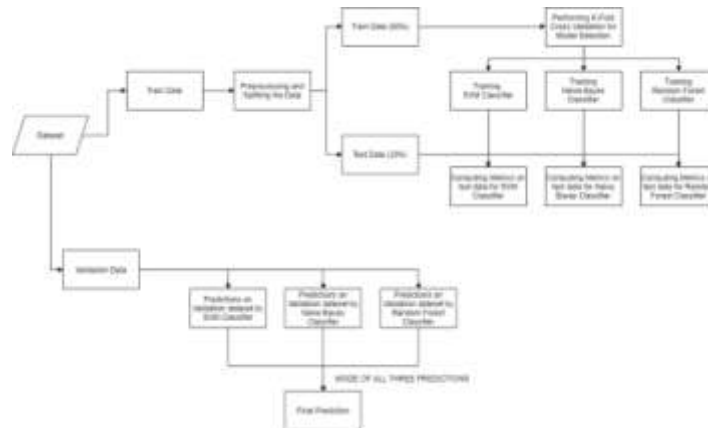 Train Data (80%)
Performing K-Fold
Cross Validation for
Model Selection
Train Data
Preprocessing and
Splitting the Data
Training
SVM Classifier
Training
Naive Bayes
Classifier
Training
Random Forest
Classifier
Dataset
Test Data (20%)
Computing Metrics on
test data for SVM
Classifier
Computing Metrics on
test data for Naive
Bayes Classifier
Computing Metrics on
test data for Random
Forest Classifier
Validation Data
Predictions on
Validation dataset by
SVM Classifier
Predictions on
Validation dataset by
Naive Bayes
Classifier
Predictions on
Validation dataset by
Random Forest
Classifier
MODE OF ALL THREE PREDICTIONS
Final Prediction